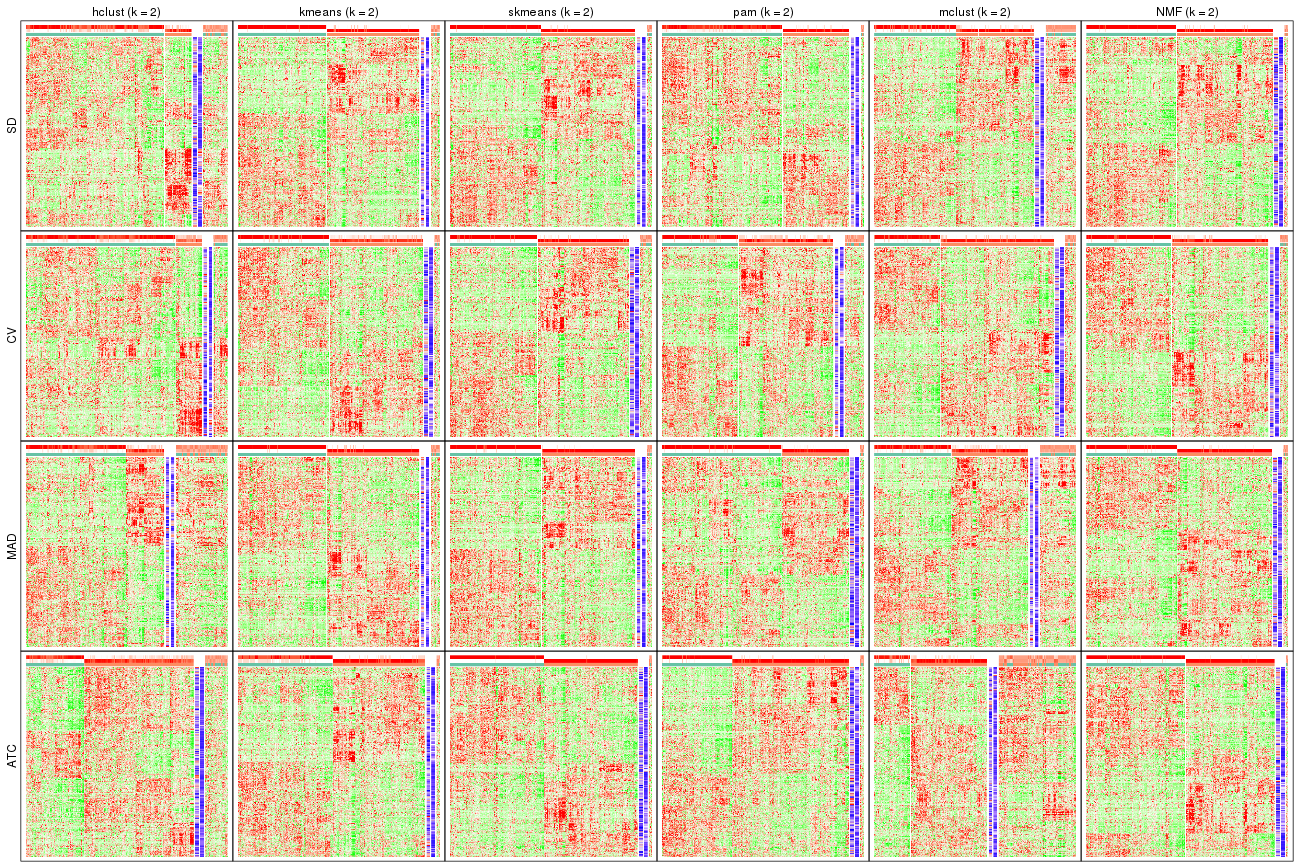 hclust (k = 2) kmeans (k = 2) skmeans (k = 2) pam (k = 2) mclust (k = 2) NMF (k = 2)
SD
CV
MAD
ATC